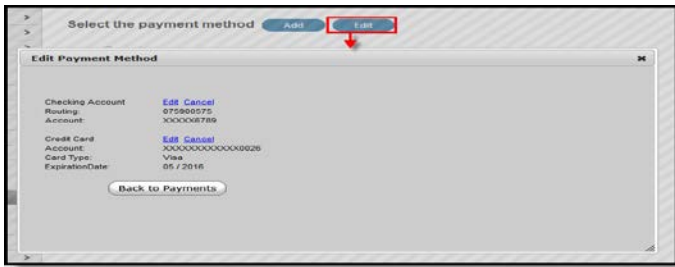 Select the payment method Add Edit
Edit Payment Method
Checking Account Edit Cancel
Routing: 075900575
Account: XXXXX6789
Credit Card Edit Cancel
Account: XXXXXXXXXXXX0026
Card Type: Visa
ExpirationDate: 05 / 2016
Back to Payments